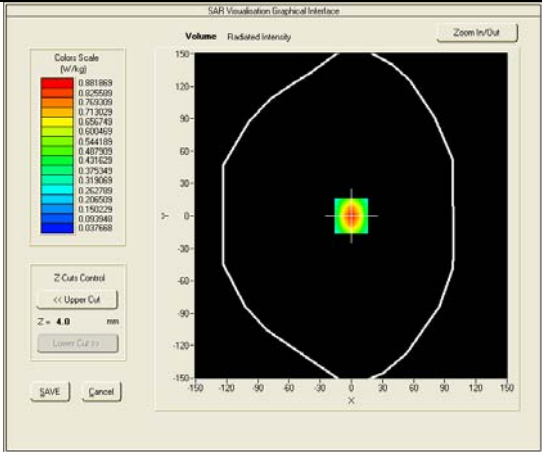 SAR Visualisation Graphical Interface
Colors Scale
(W/kg)
0.881869
0.825589
0.769309
0.713029
0.656749
0.600469
0.544189
0.487909
0.431629
0.375349
0.319069
0.262789
0.206509
0.150229
0.093948
0.037668
Z-Cuts Control
<< Upper Cut
Z = 4.0 mm
Lower Cut >>
SAVE Cancel
Volume Radiated Intensity
Zoom In/Out
150
120
90
60
30
0
-30
-60
-90
-120
-150
Y
-150 -120 -90 -60 -30 0 30 60 90 120 150
X